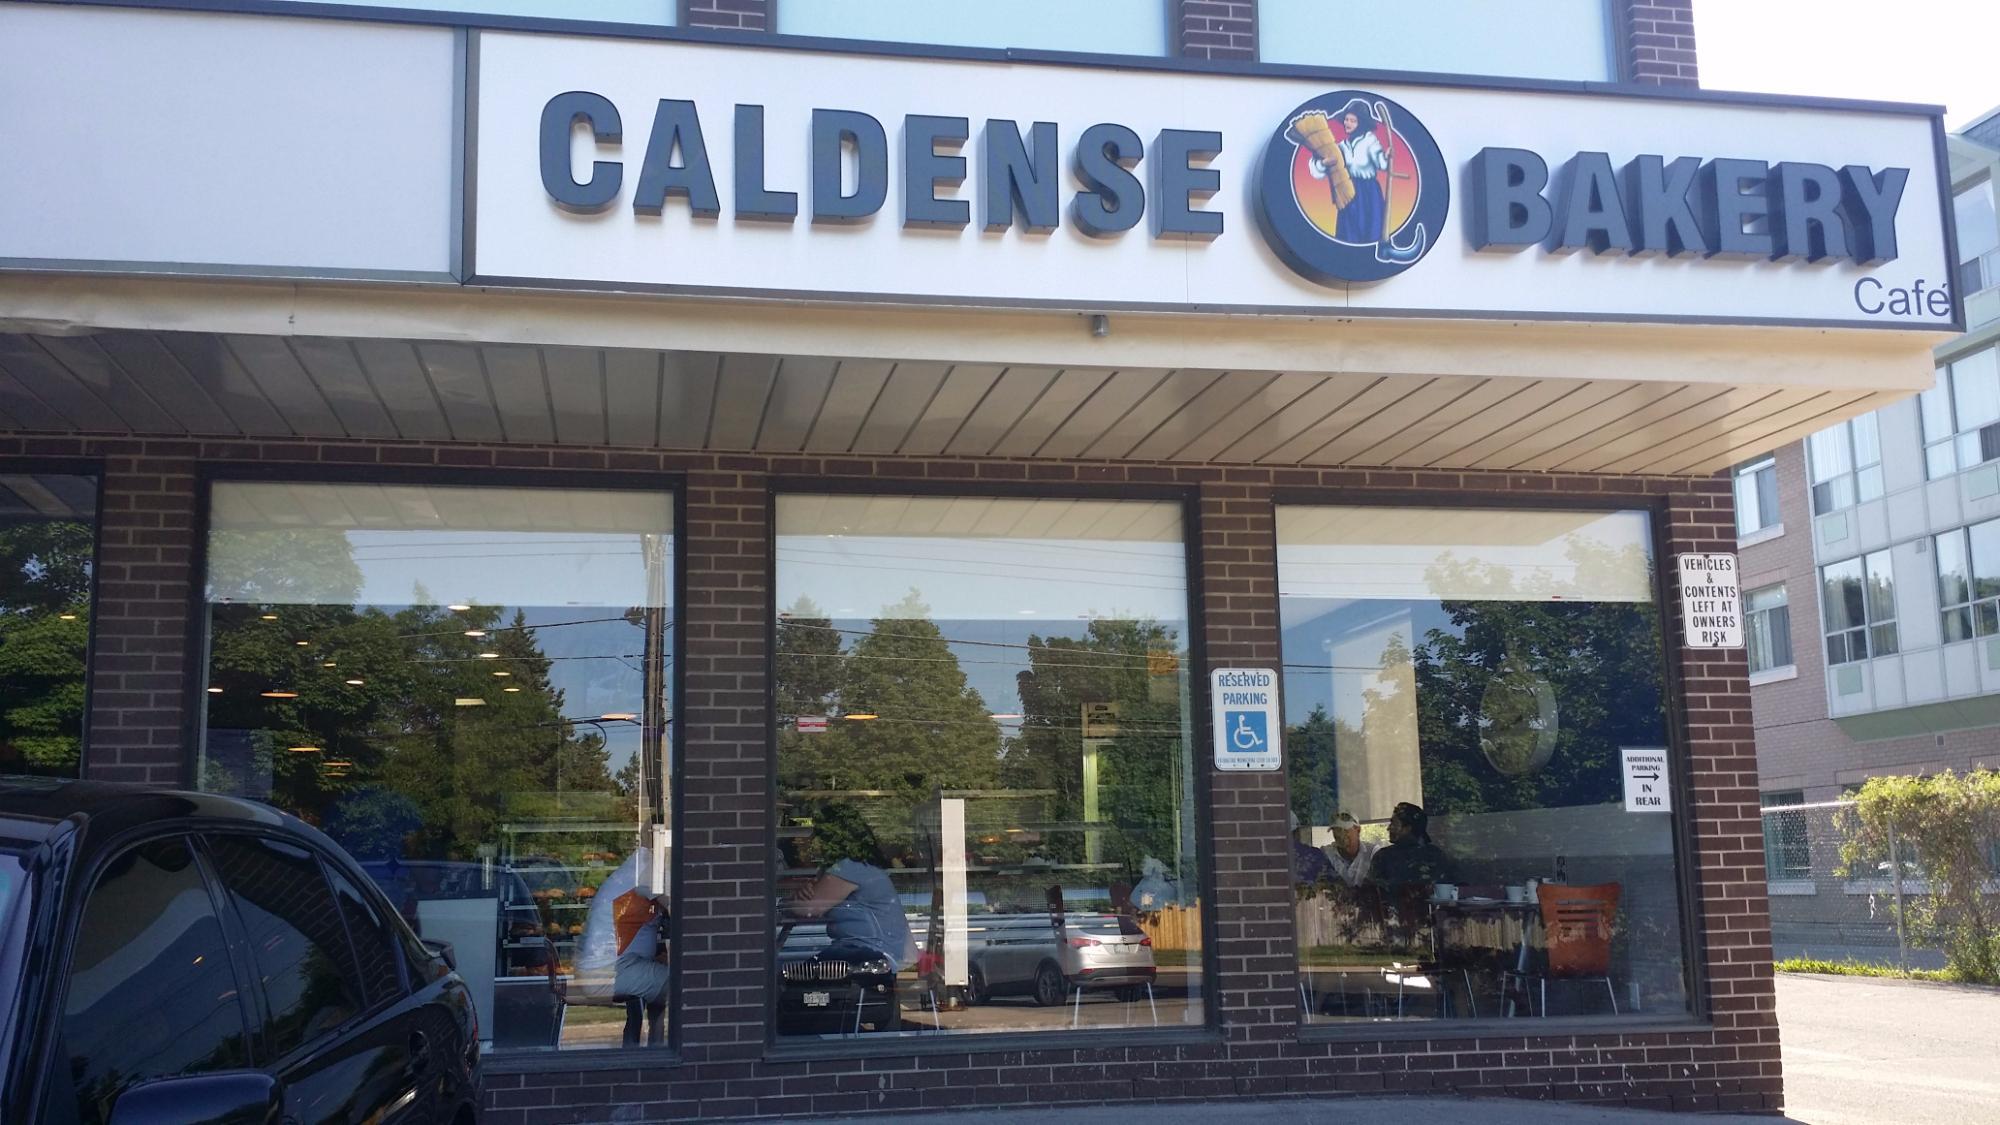 CALDENSE BAKERY
Café
VEHICLES
&
CONTENTS
LEFT AT
OWNERS
RISK
RESERVED
PARKING
ADDITIONAL
PARKING
IN
REAR